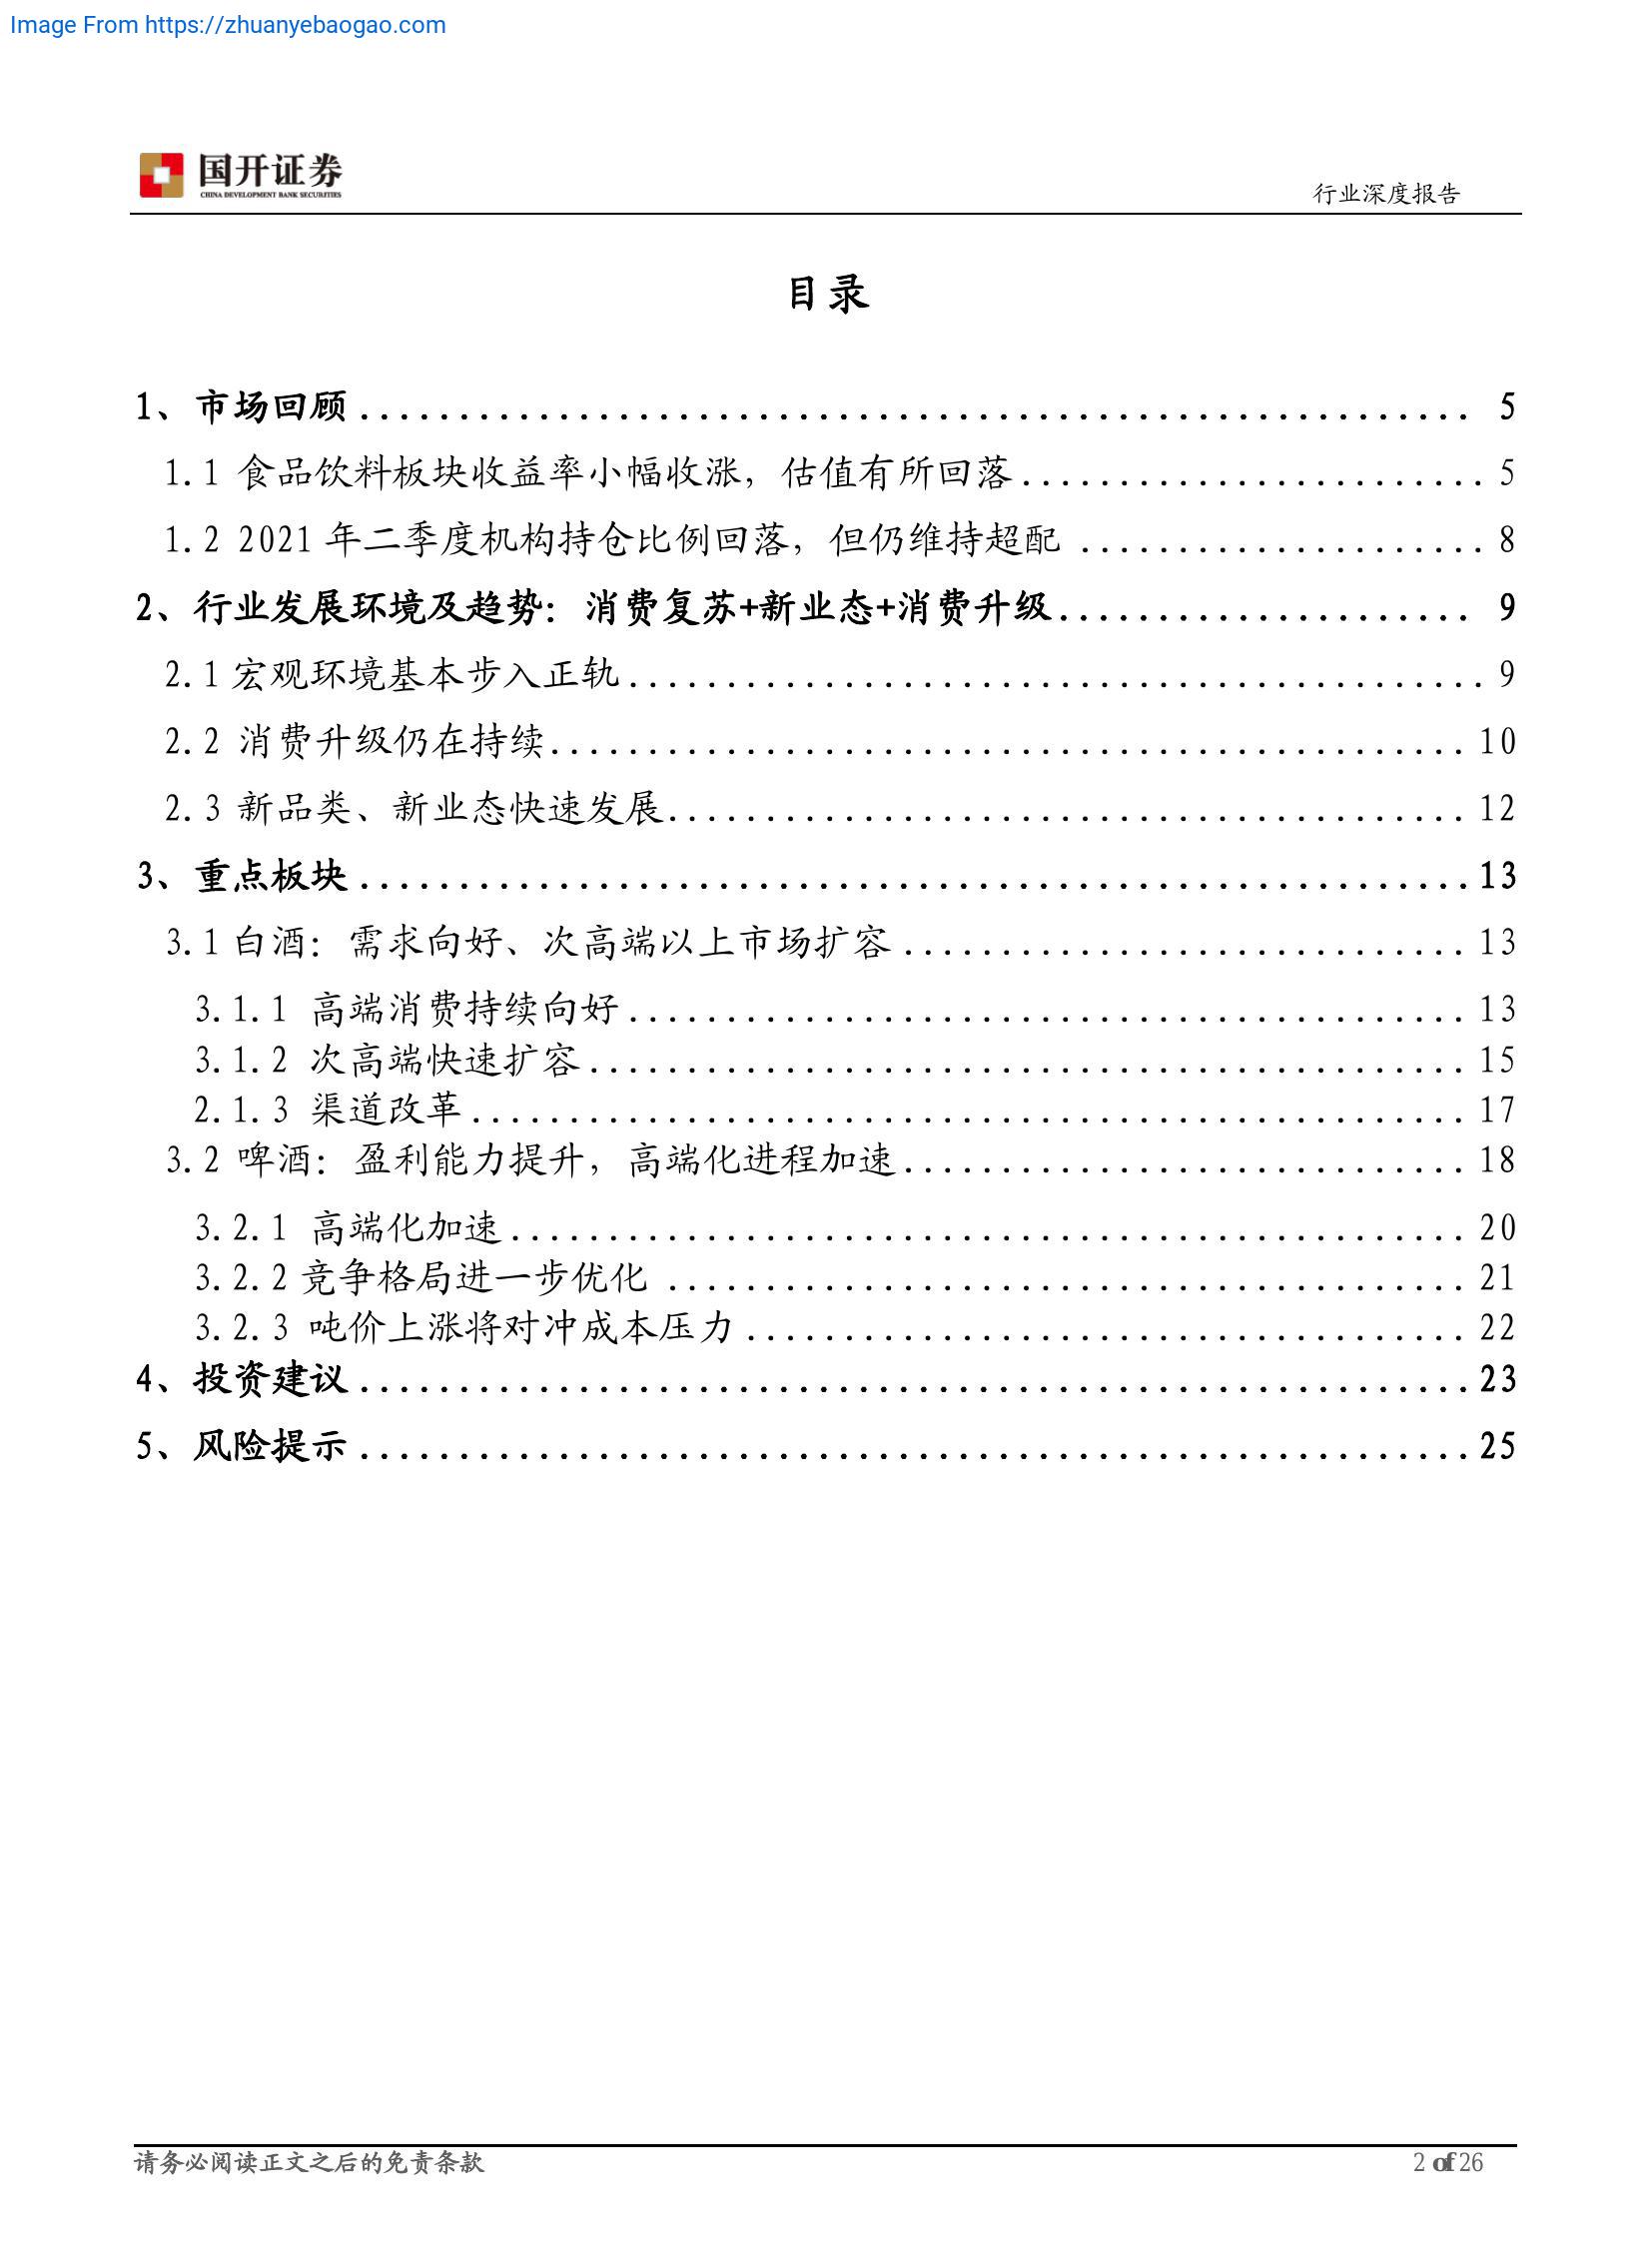 Image From https://zhuanyebaogao.com
国开证券
CHINA DEVELOPMENT BANK SECURITIES
行业深度报告
目录
1、市场回顾 ........................................................ 5
1.1 食品饮料板块收益率小幅收涨，估值有所回落........................ 5
1.2 2021 年二季度机构持仓比例回落，但仍维持超配 ..................... 8
2、行业发展环境及趋势：消费复苏+新业态+消费升级..................... 9
2.1 宏观环境基本步入正轨............................................ 9
2.2 消费升级仍在持续............................................... 10
2.3 新品类、新业态快速发展......................................... 12
3、重点板块 ......................................................... 13
3.1 白酒：需求向好、次高端以上市场扩容 ............................. 13
3.1.1 高端消费持续向好 ........................................... 13
3.1.2 次高端快速扩容............................................. 15
2.1.3 渠道改革................................................... 17
3.2 啤酒：盈利能力提升，高端化进程加速............................. 18
3.2.1 高端化加速................................................. 20
3.2.2 竞争格局进一步优化 ......................................... 21
3.2.3 吨价上涨将对冲成本压力 ..................................... 22
4、投资建议 ......................................................... 23
5、风险提示 ......................................................... 25
请务必阅读正文之后的免责条款
2 of 26